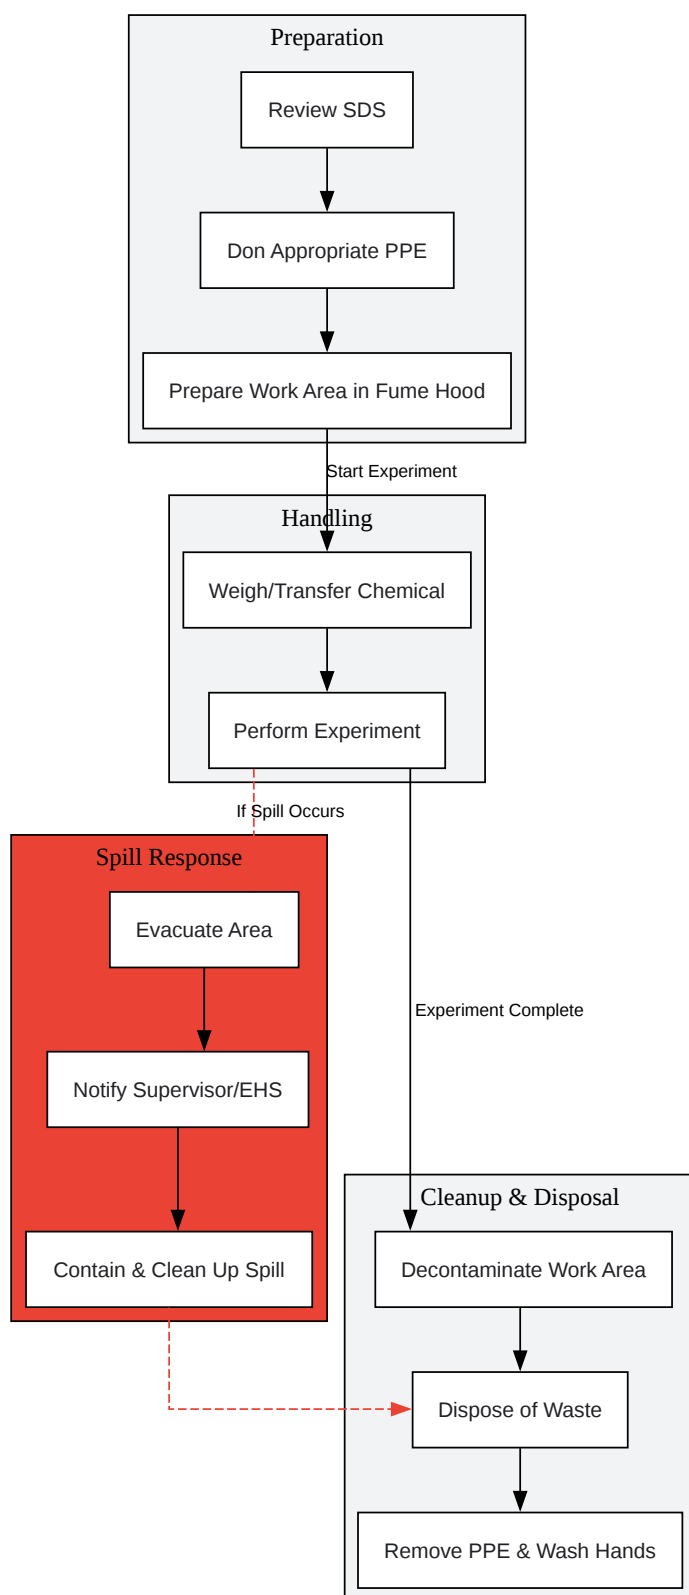 Preparation
Review SDS
Don Appropriate PPE
Prepare Work Area in Fume Hood
Start Experiment
Handling
Weigh/Transfer Chemical
Perform Experiment
If Spill Occurs
Spill Response
Evacuate Area
Experiment Complete
Notify Supervisor/EHS
Cleanup & Disposal
Contain & Clean Up Spill
Decontaminate Work Area
Dispose of Waste
Remove PPE & Wash Hands